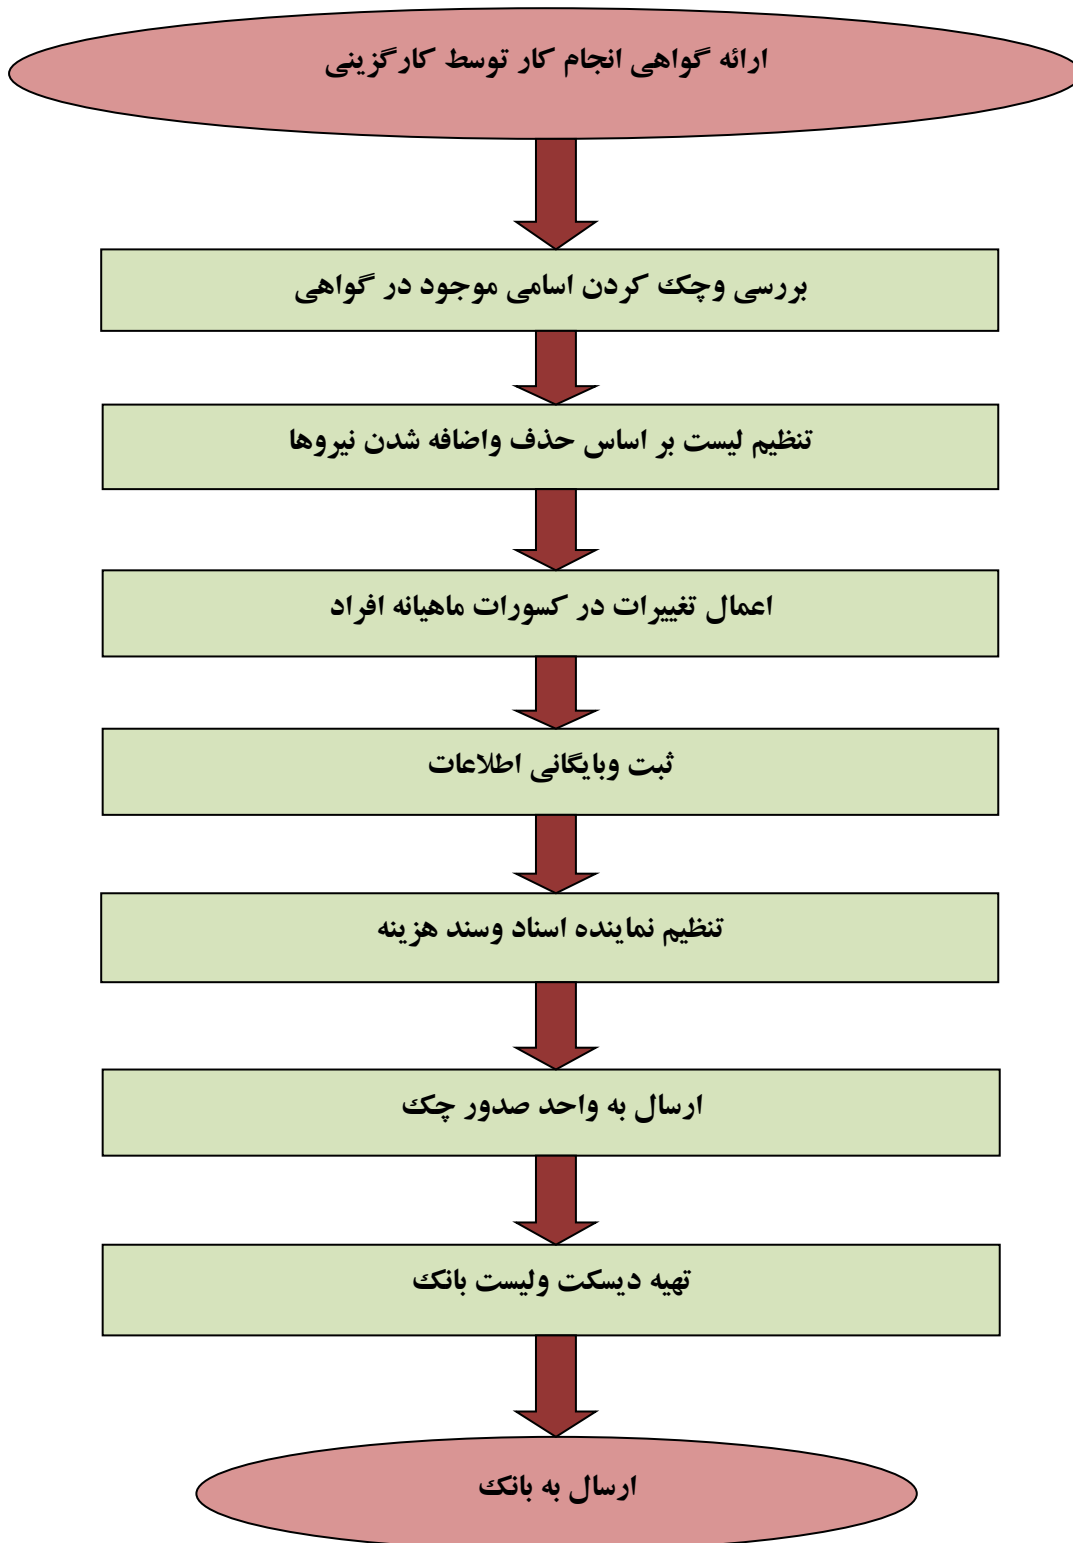 ارائه گواهی انجام کار توسط کارگزینی
بررسی وچک کردن اسامی موجود در گواهی
تنظیم لیست بر اساس حذف واضافه شدن نیروها
اعمال تغییرات در کسورات ماهیانه افراد
ثبت وبایگانی اطلاعات
تنظیم نماینده اسناد وسند هزینه
ارسال به واحد صدور چک
تهیه دیسکت ولیست بانک
ارسال به بانک